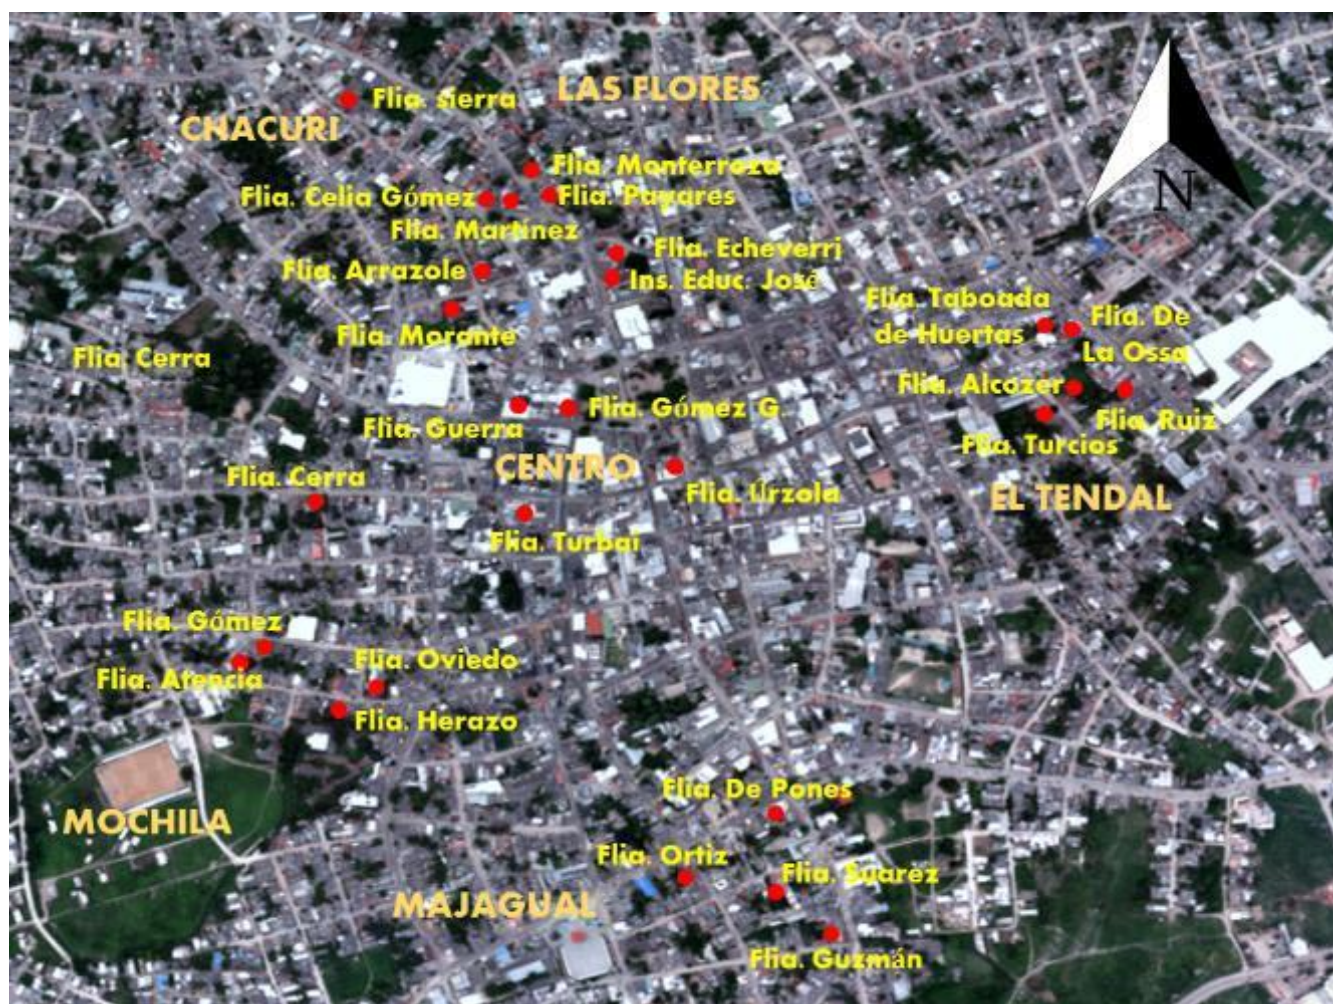 LAS FLORES
Flia. sierra
CHACURI
Flia. Monterroza
Flia. Celia Gómez
Flia. Payares
Flia. Martínez
Flia. Echeverri
Flia. Arrazole
Ins. Educ. José
N
Flia. Taboada
de Huertas
Flia. De
La Ossa
Flia. Morante
Flia. Cerra
Flia. Alcozer
Flia. Ruiz
Flia. Gómez G.
Flia. Guerra
Flia. Turcios
CENTRO
Flia. Cerra
Flia. Urzola
EL TENDAL
Flia. Turbai
Flia. Gómez
Flia. Oviedo
Flia. Atencia
Flia. Herazo
Flia. De Pones
MOCHILA
Flia. Ortiz
Flia. Suarez
MAJAGUAL
Flia. Guzmán